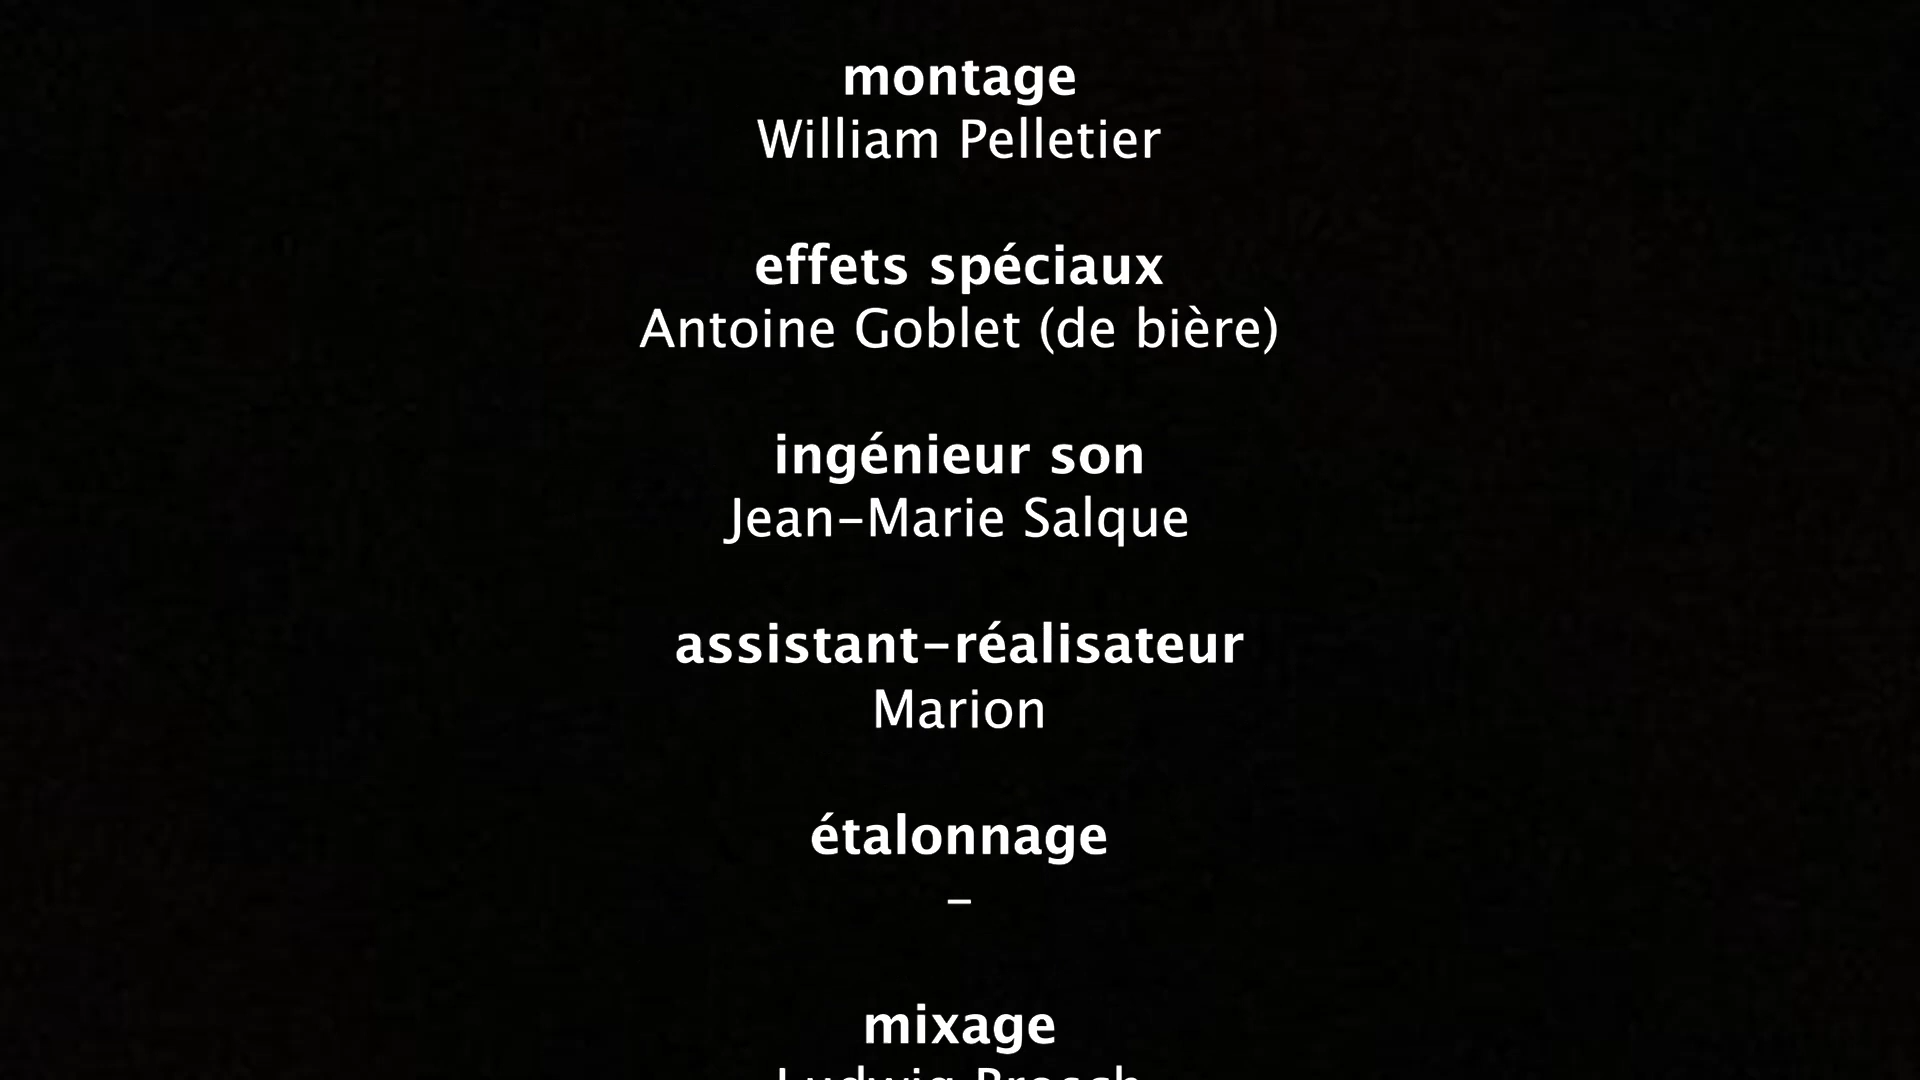 montage
William Pelletier
effets spéciaux
Antoine Goblet (de bière)
ingénieur son
Jean-Marie Salque
assistant-réalisateur
Marion
étalonnage
-
mixage
Ludwig